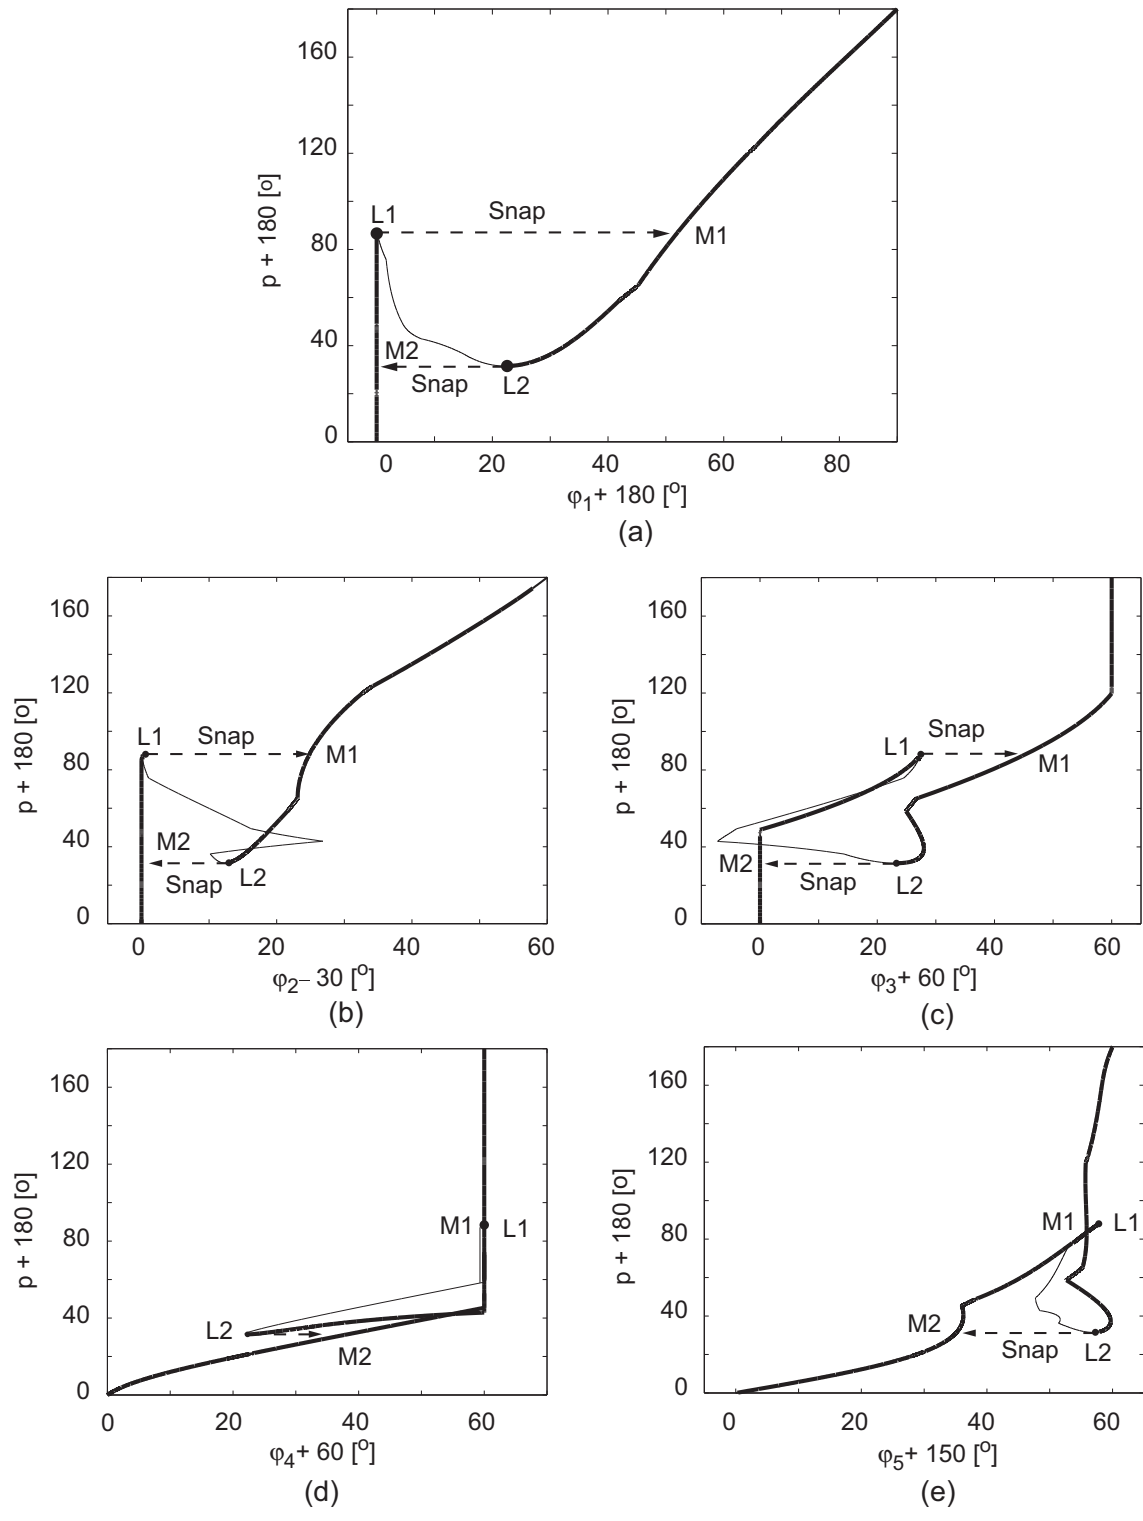 160
120
80
40
0
p + 180 [o]
L1
Snap
M1
M2
Snap
L2
0 20 40 60 80
φ1+ 180 [o]
(a)
160
120
80
40
0
p + 180 [o]
L1
Snap
M1
M2
Snap
L2
0 20 40 60
φ2– 30 [o]
(b)
160
120
80
40
0
p + 180 [o]
L1
Snap
M1
M2
Snap
L2
0 20 40 60
φ3+ 60 [o]
(c)
160
120
80
40
0
p + 180 [o]
M1 L1
L2
M2
0 20 40 60
φ4+ 60 [o]
(d)
160
120
80
40
0
p + 180 [o]
M1 L1
M2
Snap
L2
0 20 40 60
φ5+ 150 [o]
(e)